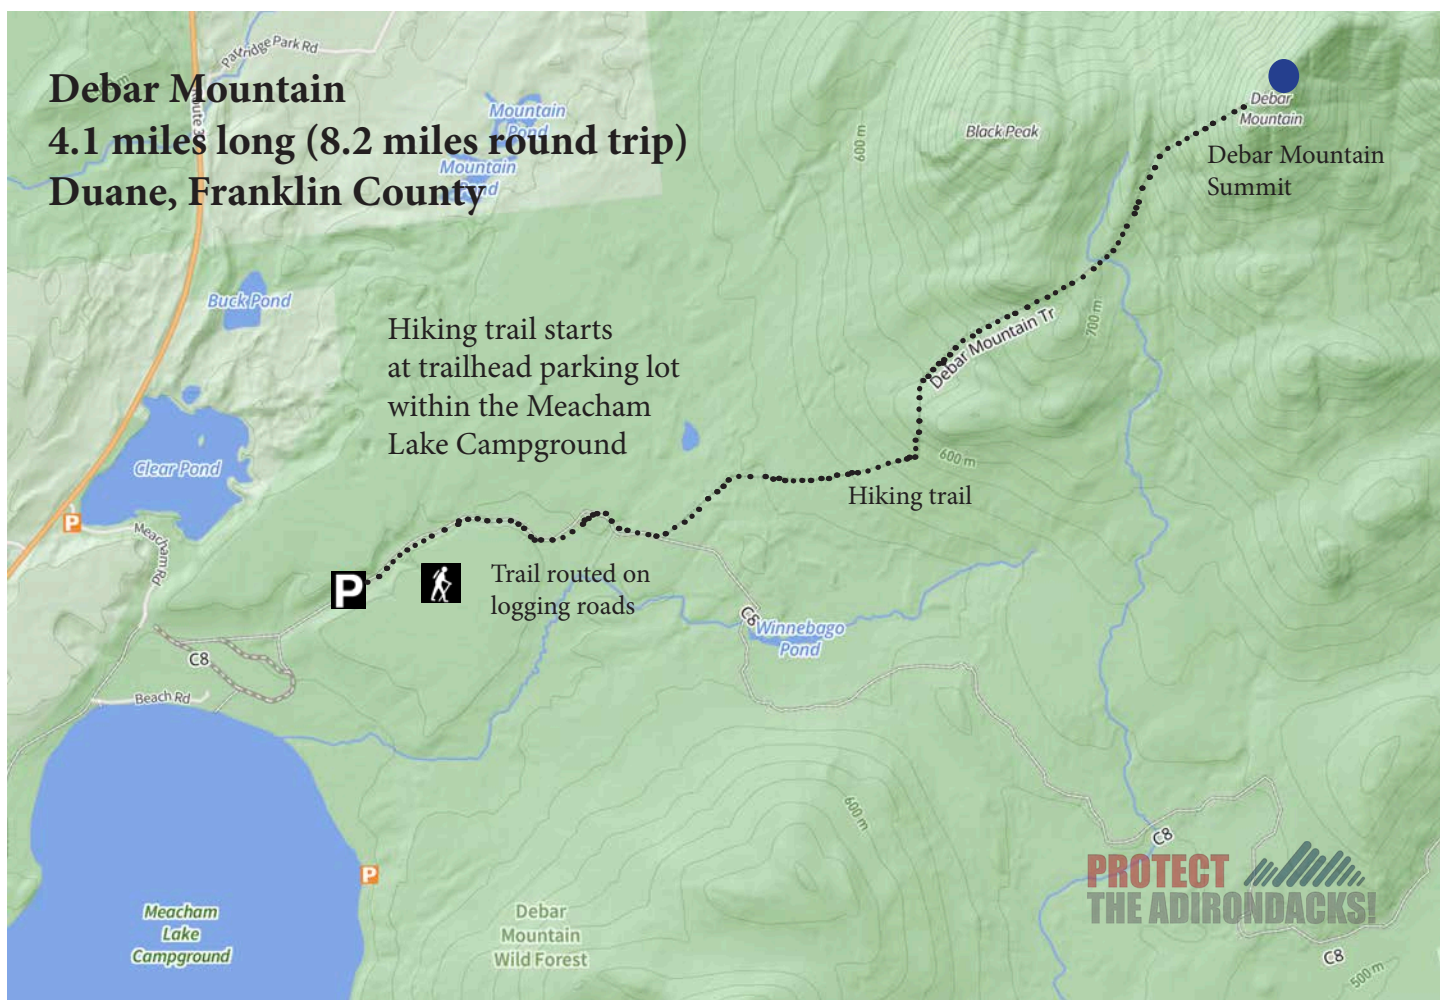 Partridge Park Rd
Debar Mountain
4.1 miles long (8.2 miles round trip)
Duane, Franklin County
Mountain
Pond
Mountain
Pond
600 m
Black Peak
Debar
Mountain
Debar Mountain
Summit
Buck Pond
Hiking trail starts
at trailhead parking lot
within the Meacham
Lake Campground
700 m
Debar Mountain Tr
Clear Pond
600 m
Hiking trail
P
Meacham Rd
P
Trail routed on
logging roads
C8
Winnebago
Pond
C8
Beach Rd
600 m
C8
P
PROTECT
THE ADIRONDACKS!
Meacham
Lake
Campground
Debar
Mountain
Wild Forest
C8
500 m